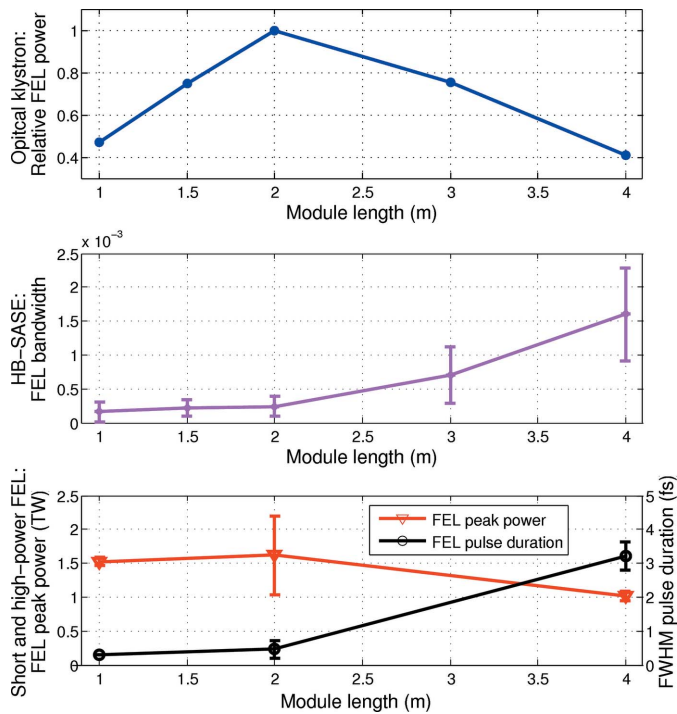 Opitcal klystron:
Relative FEL power
1
0.8
0.6
0.4
1 1.5 2 2.5 3 3.5 4
Module length (m)
x 10⁻³
HB-SASE:
FEL bandwidth
2.5
2
1.5
1
0.5
0
1 1.5 2 2.5 3 3.5 4
Module length (m)
Short and high-power FEL:
FEL peak power (TW)
2.5
2
1.5
1
0.5
0
FEL peak power
FEL pulse duration
5
4
3
2
1
0
FWHM pulse duration (fs)
1 1.5 2 2.5 3 3.5 4
Module length (m)